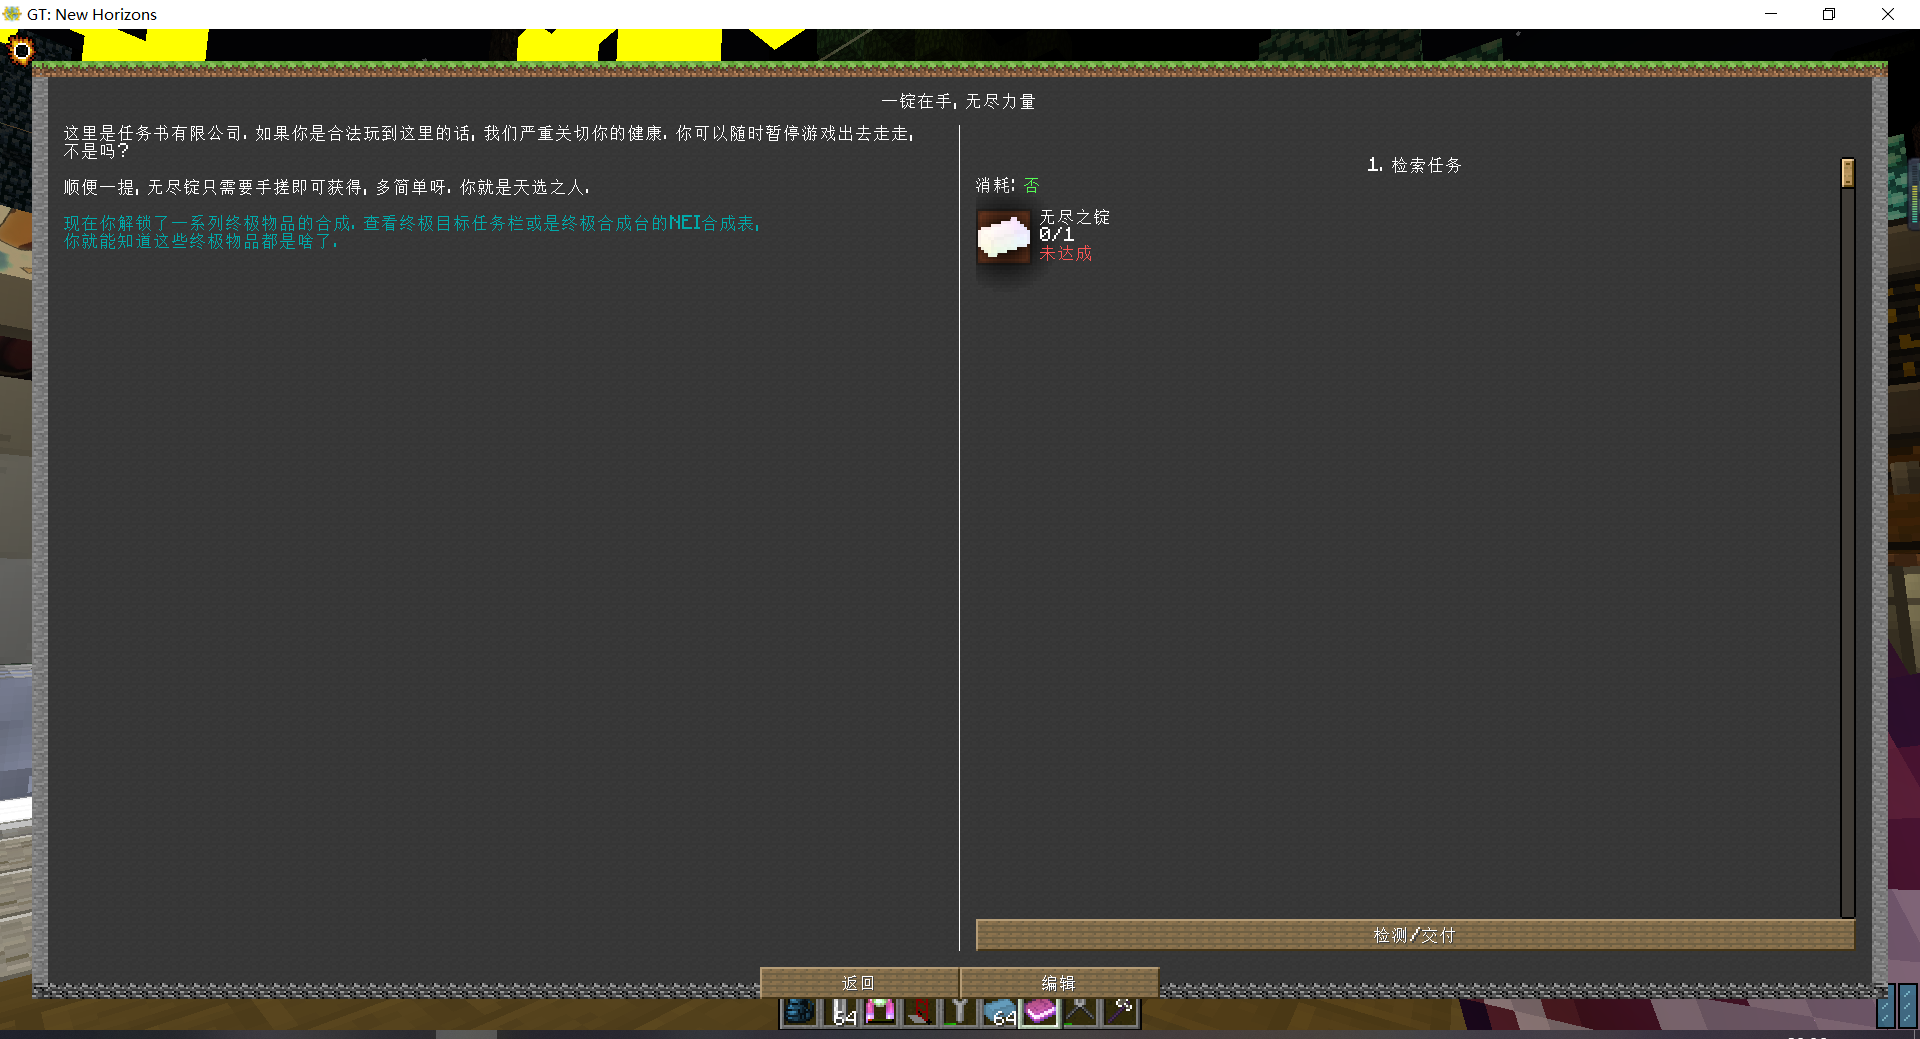 GT: New Horizons
一锭在手, 无尽力量
这里是任务书有限公司. 如果你是合法玩到这里的话, 我们严重关切你的健康. 你可以随时暂停游戏出去走走,
不是吗?
顺便一提, 无尽锭只需要手搓即可获得, 多简单呀. 你就是天选之人.
现在你解锁了一系列终极物品的合成. 查看终极目标任务栏或是终极合成台的NEI合成表,
你就能知道这些终极物品都是啥了.
1. 检索任务
消耗: 否
无尽之锭
0/1
未达成
检测/交付
返回
编辑
64
64